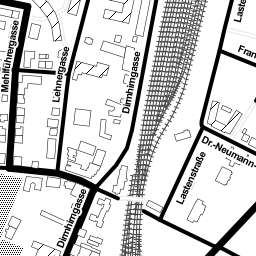 Mehlführergasse
Lehnergasse
Dirmhirngasse
Laste
Fran
Dr.-Neumann-
Lastenstraße
Dirmhirngasse